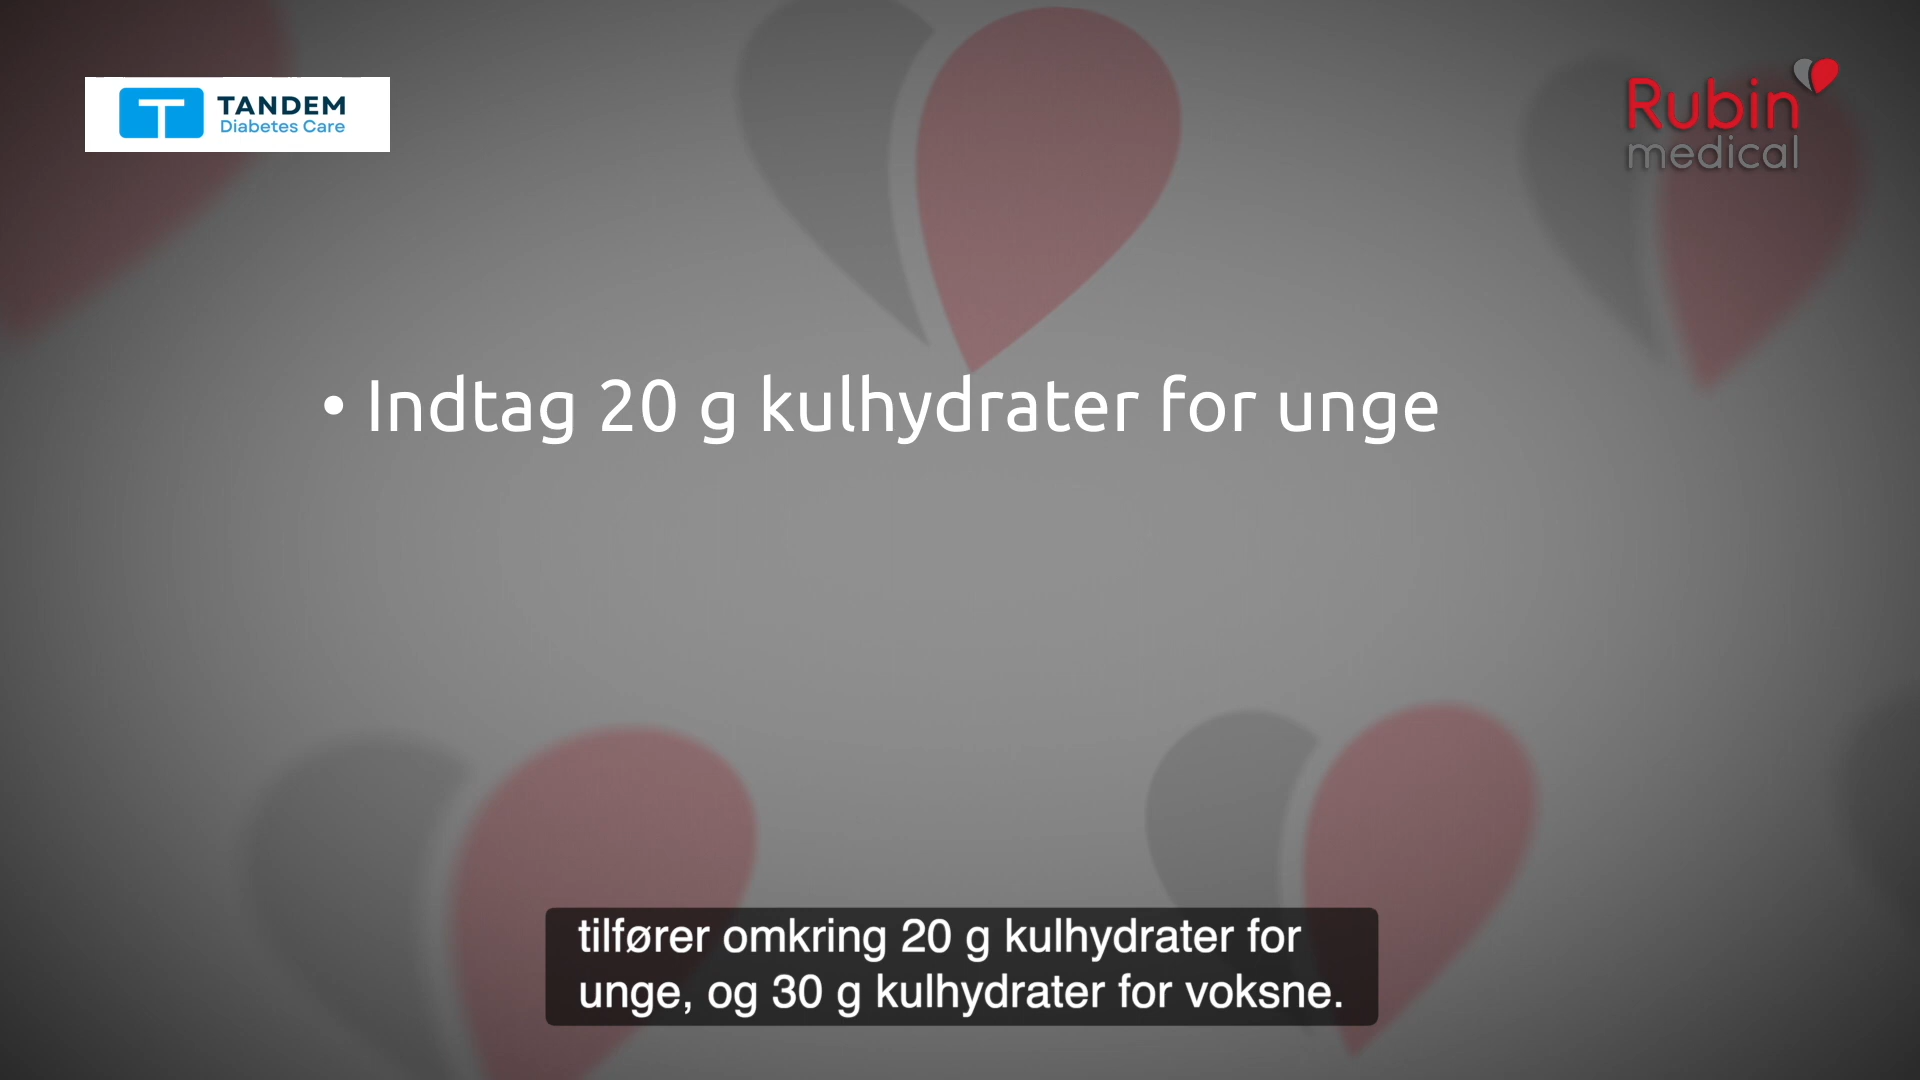 TANDEM
Diabetes Care
Rubin
medical
• Indtag 20 g kulhydrater for unge
tilfører omkring 20 g kulhydrater for
unge, og 30 g kulhydrater for voksne.